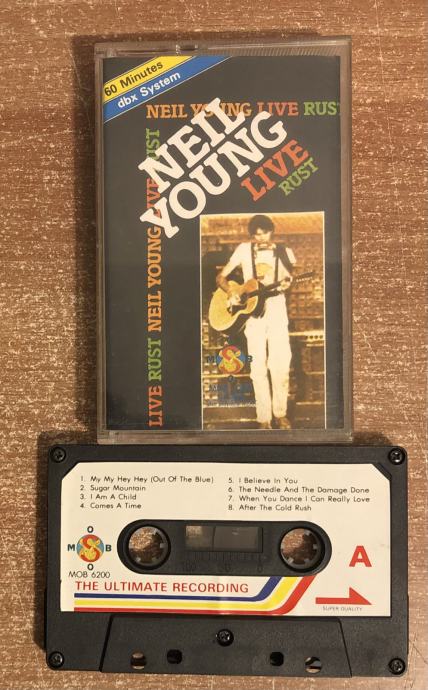 60 Minutes
dbx System
NEIL YOUNG LIVE RUST
LIVE RUST NEIL YOUNG LIVE RUST
NEIL
YOUNG
LIVE
RUST
M S B
O
1. My My Hey Hey (Out Of The Blue)
2. Sugar Mountain
3. I Am A Child
4. Comes A Time
5. I Believe In You
6. The Needle And The Damage Done
7. When You Dance I Can Really Love
8. After The Cold Rush
O
M S B
O
MOB 6200
THE ULTIMATE RECORDING
100 50 0
A
SUPER QUALITY